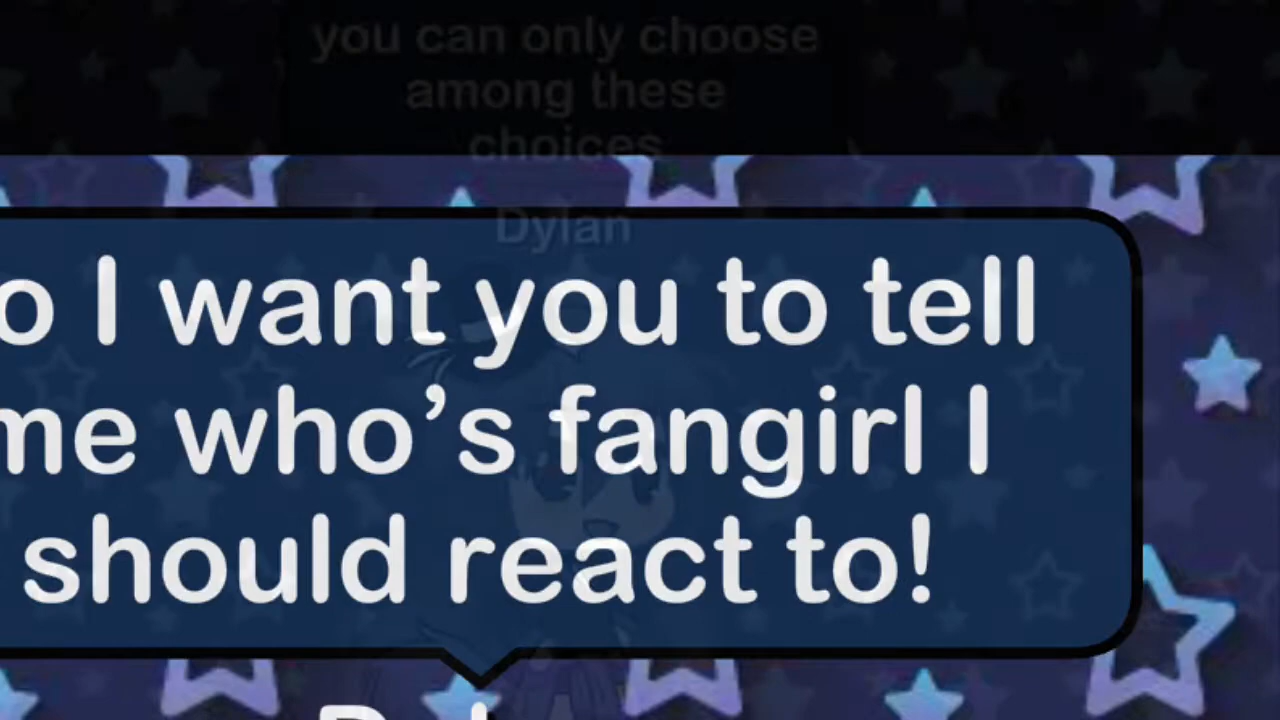 you can only choose
among these
choices
Dylan
o I want you to tell
me who’s fangirl I
should react to!